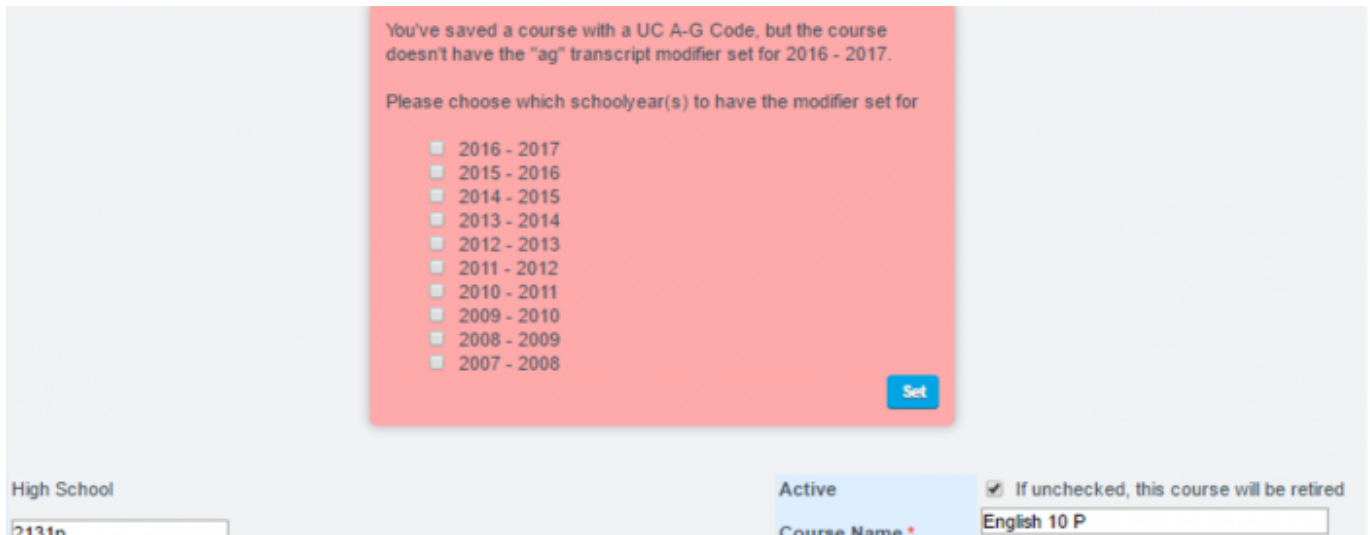 You've saved a course with a UC A-G Code, but the course
doesn't have the "ag" transcript modifier set for 2016 - 2017.
Please choose which schoolyear(s) to have the modifier set for
2016 - 2017
2015 - 2016
2014 - 2015
2013 - 2014
2012 - 2013
2011 - 2012
2010 - 2011
2009 - 2010
2008 - 2009
2007 - 2008
Set
High School
Active
If unchecked, this course will be retired
2131p
Course Name *
English 10 P